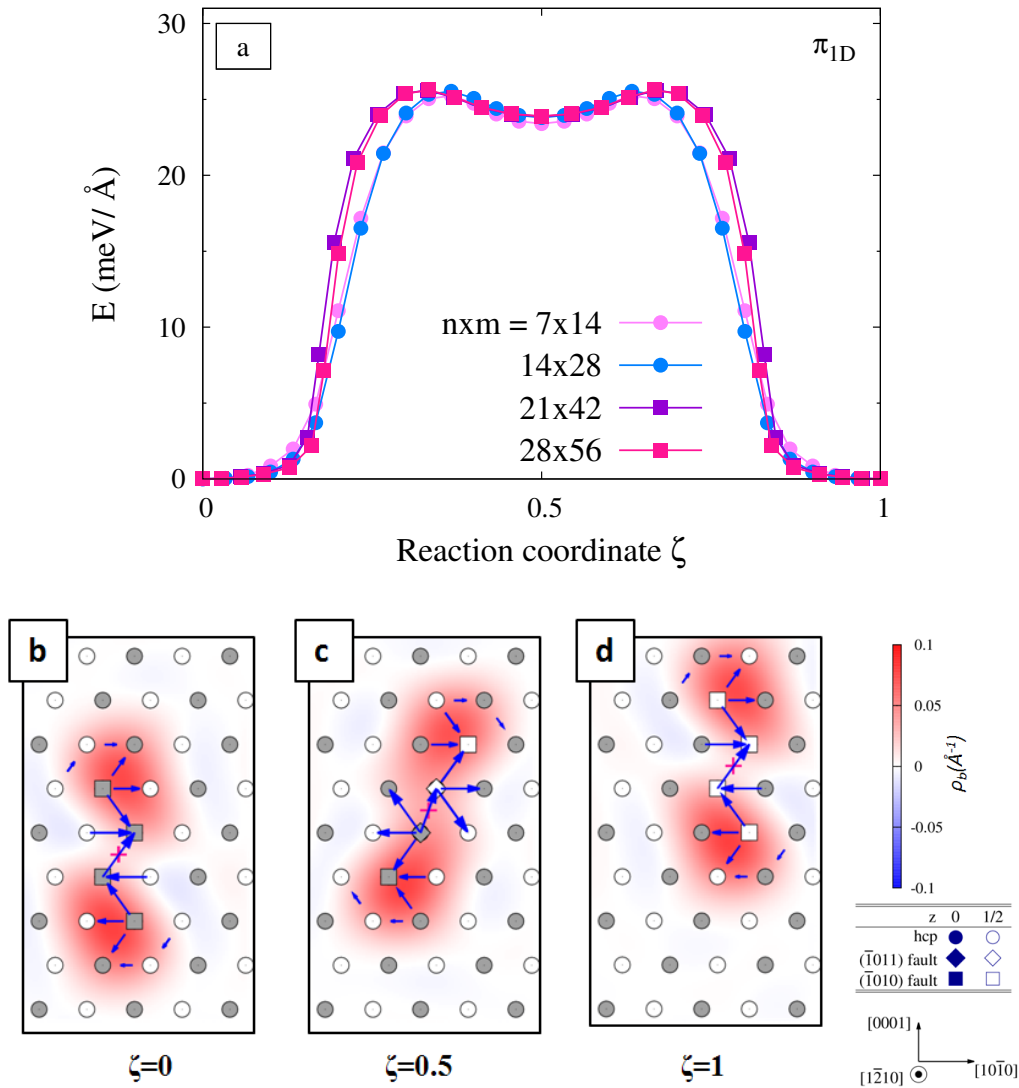 30
a
π1D
20
10
0
E (meV/ Å)
nxm = 7x14
14x28
21x42
28x56
0
0.5
1
Reaction coordinate ζ
b
c
d
0.1
0.05
0
-0.05
-0.1
ρb(Å-1)
z 0 1/2
hcp
(1̄011) fault
(1̄010) fault
[0001]
[12̄10]
[101̄0]
ζ=0
ζ=0.5
ζ=1